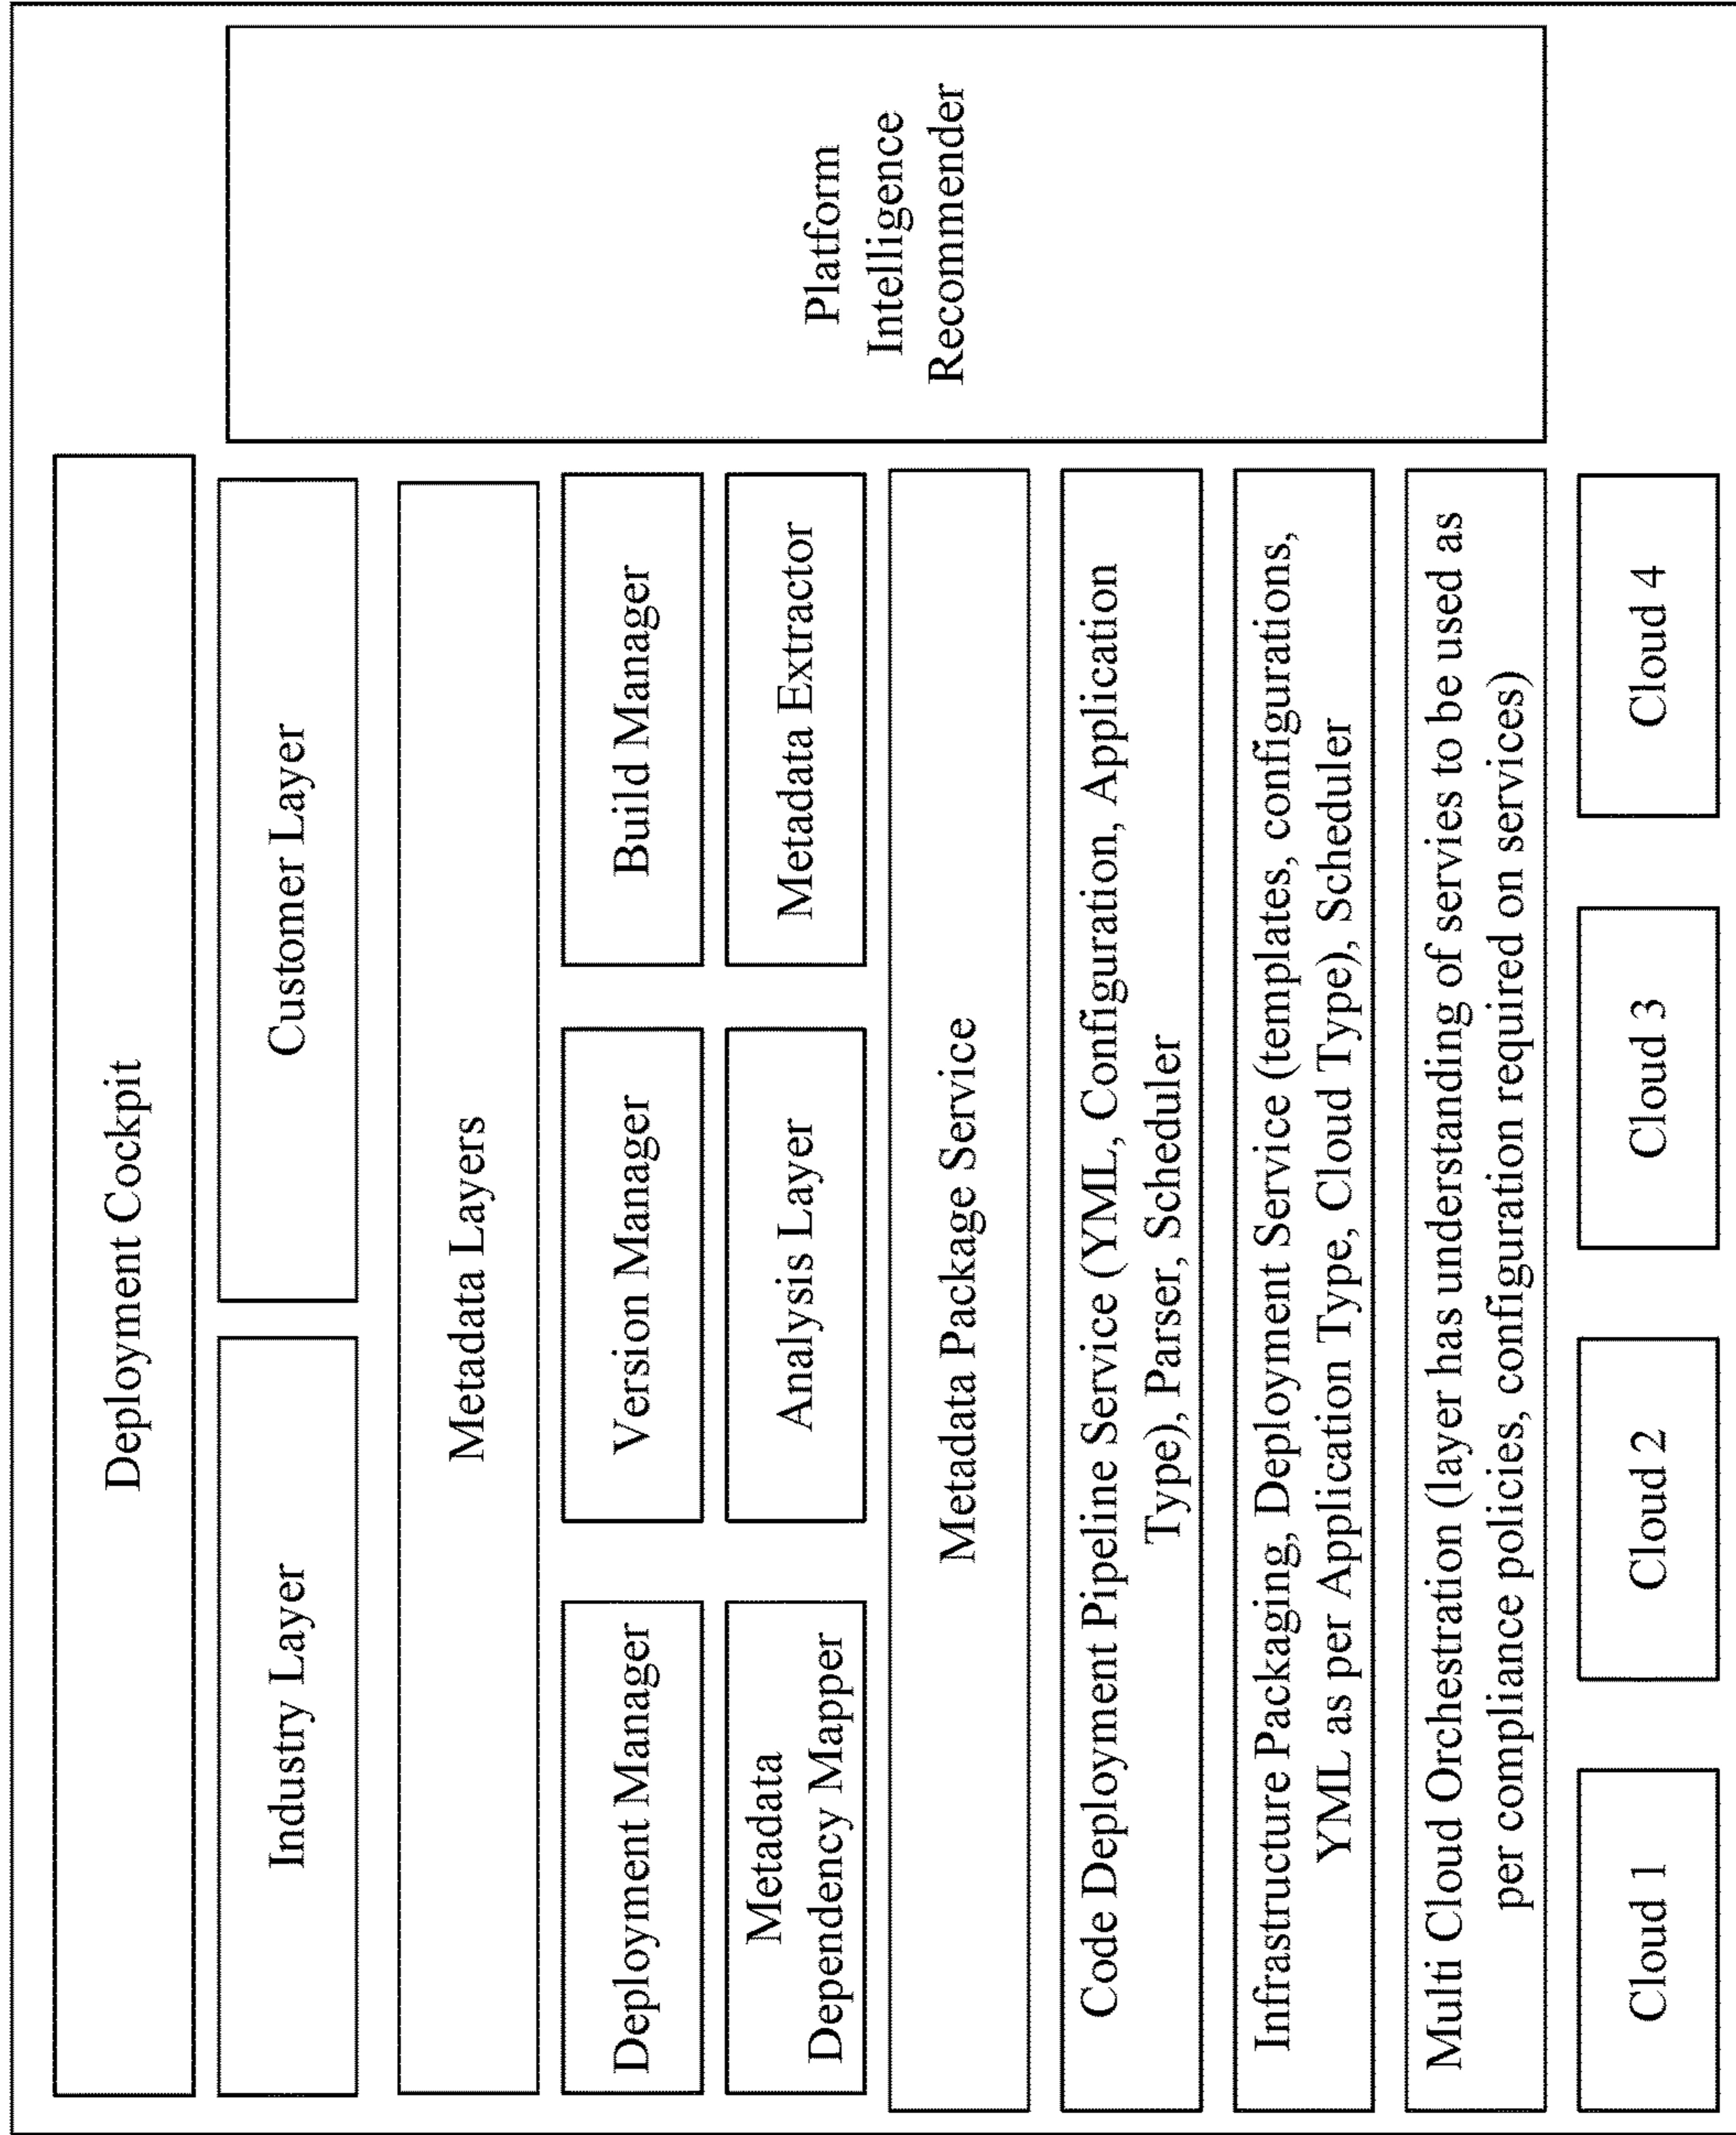 Deployment Cockpit
Industry Layer
Customer Layer
Metadata Layers
Deployment Manager
Version Manager
Build Manager
Metadata
Dependency Mapper
Analysis Layer
Metadata Extractor
Metadata Package Service
Code Deployment Pipeline Service (YML, Configuration, Application
Type), Parser, Scheduler
Infrastructure Packaging, Deployment Service (templates, configurations,
YML as per Application Type, Cloud Type), Scheduler
Multi Cloud Orchestration (layer has understanding of servies to be used as
per compliance policies, configuration required on services)
Cloud 1
Cloud 2
Cloud 3
Cloud 4
Platform
Intelligence
Recommender